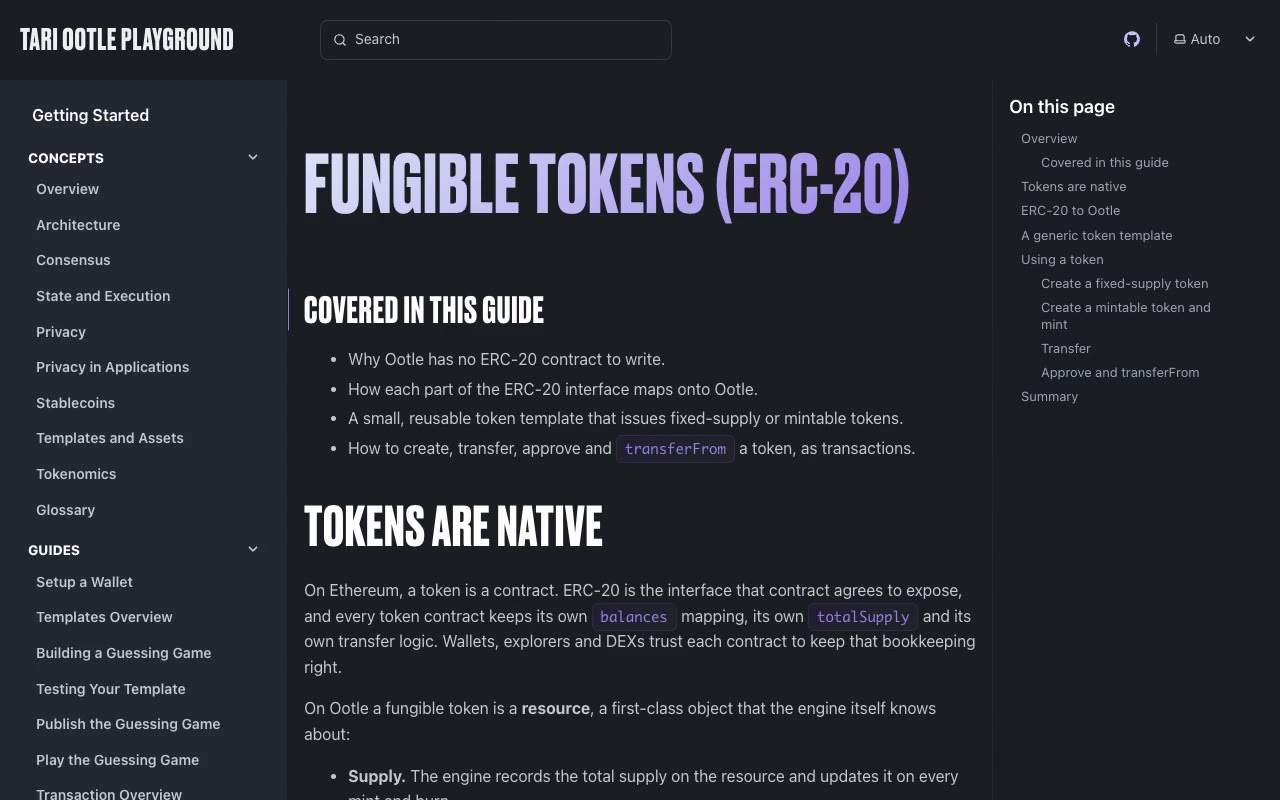 TARI OOTLE PLAYGROUND
Search
Auto
Getting Started
CONCEPTS
Overview
Architecture
Consensus
State and Execution
Privacy
Privacy in Applications
Stablecoins
Templates and Assets
Tokenomics
Glossary
GUIDES
Setup a Wallet
Templates Overview
Building a Guessing Game
Testing Your Template
Publish the Guessing Game
Play the Guessing Game
Transaction Overview
FUNGIBLE TOKENS (ERC-20)
COVERED IN THIS GUIDE
• Why Ootle has no ERC-20 contract to write.
• How each part of the ERC-20 interface maps onto Ootle.
• A small, reusable token template that issues fixed-supply or mintable tokens.
• How to create, transfer, approve and transferFrom a token, as transactions.
TOKENS ARE NATIVE
On Ethereum, a token is a contract. ERC-20 is the interface that contract agrees to expose,
and every token contract keeps its own balances mapping, its own totalSupply and its
own transfer logic. Wallets, explorers and DEXs trust each contract to keep that bookkeeping
right.
On Ootle a fungible token is a resource, a first-class object that the engine itself knows
about:
• Supply. The engine records the total supply on the resource and updates it on every
mint and burn.
On this page
Overview
Covered in this guide
Tokens are native
ERC-20 to Ootle
A generic token template
Using a token
Create a fixed-supply token
Create a mintable token and
mint
Transfer
Approve and transferFrom
Summary